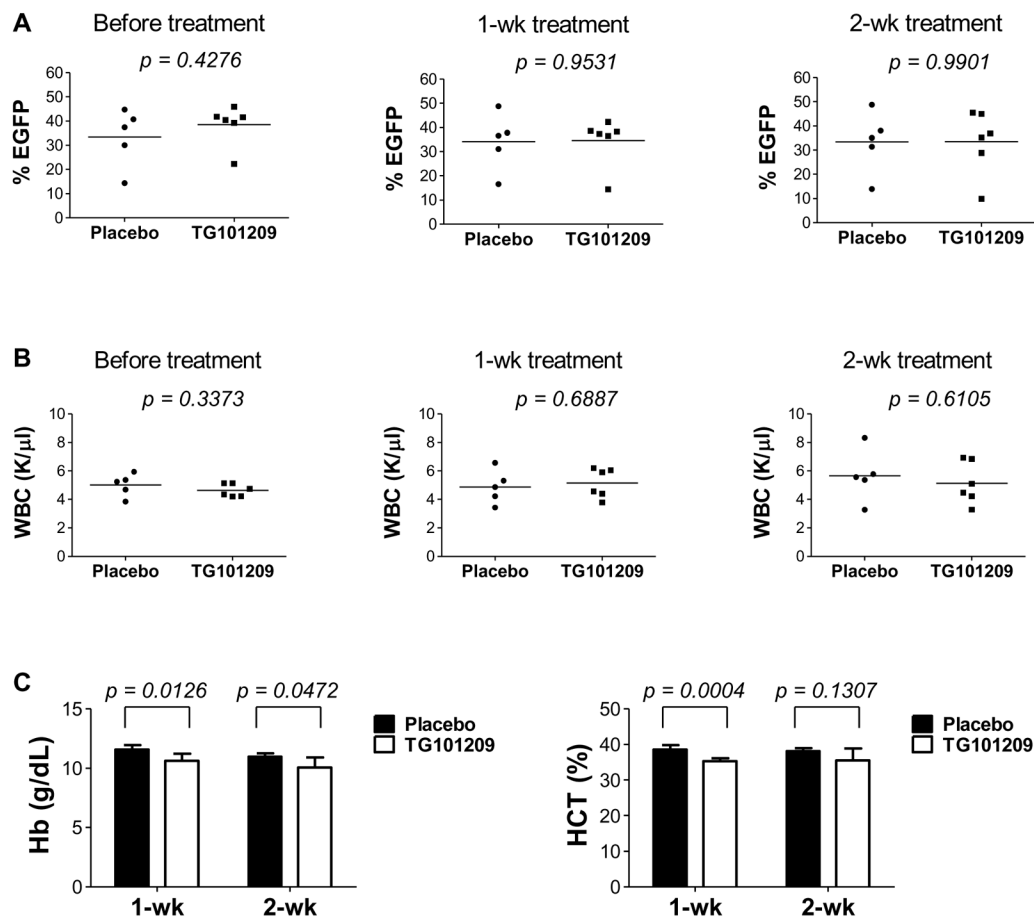 A
Before treatment
p = 0.4276
% EGFP
60
50
40
30
20
10
0
Placebo
TG101209
1-wk treatment
p = 0.9531
% EGFP
60
50
40
30
20
10
0
Placebo
TG101209
2-wk treatment
p = 0.9901
% EGFP
60
50
40
30
20
10
0
Placebo
TG101209
B
Before treatment
p = 0.3373
WBC (K/µl)
10
8
6
4
2
0
Placebo
TG101209
1-wk treatment
p = 0.6887
WBC (K/µl)
10
8
6
4
2
0
Placebo
TG101209
2-wk treatment
p = 0.6105
WBC (K/µl)
10
8
6
4
2
0
Placebo
TG101209
C
p = 0.0126
p = 0.0472
Hb (g/dL)
15
10
5
0
1-wk
2-wk
Placebo
TG101209
p = 0.0004
p = 0.1307
HCT (%)
50
40
30
20
10
0
1-wk
2-wk
Placebo
TG101209